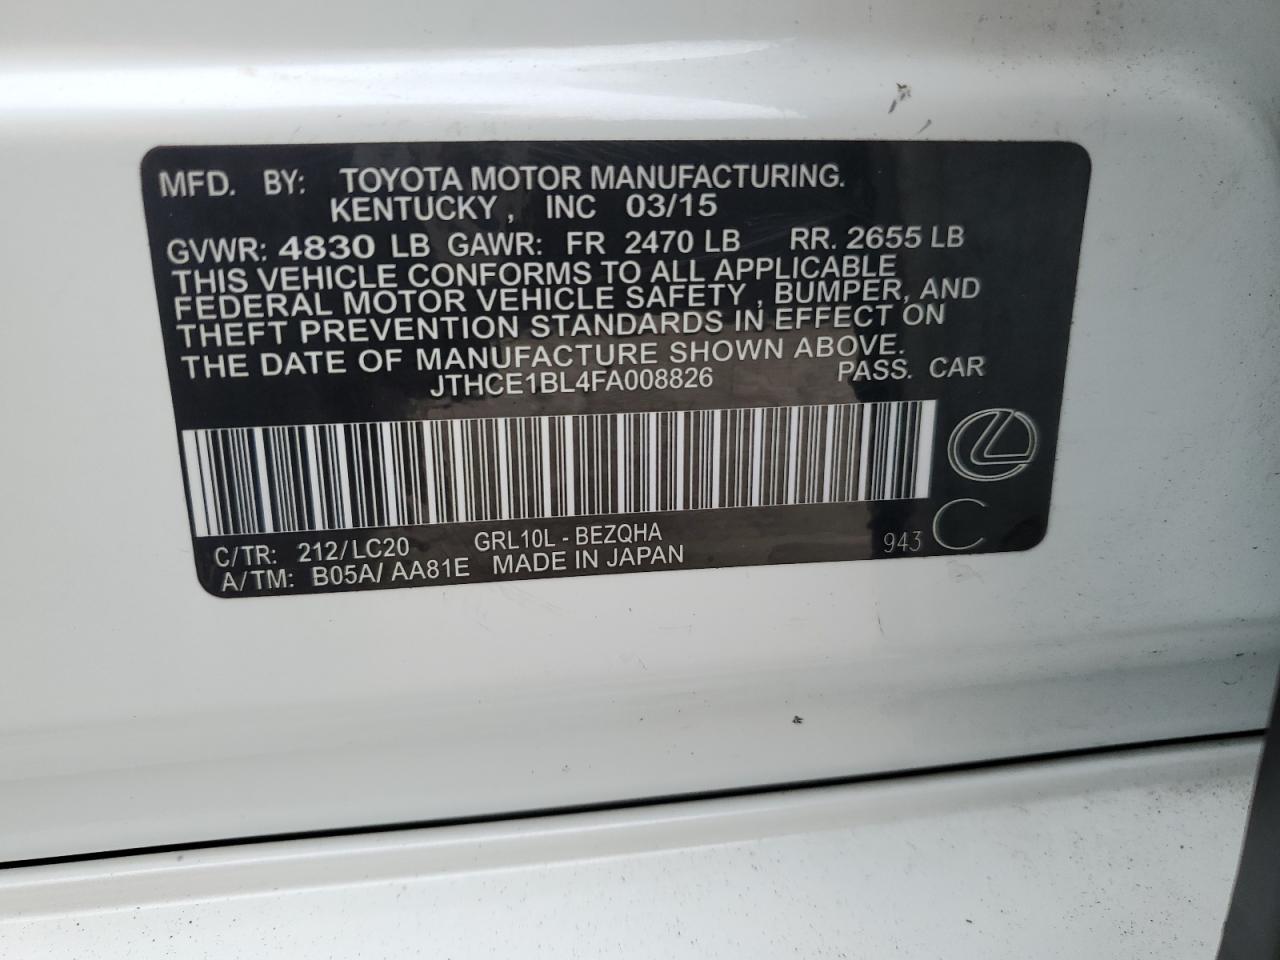 MFD. BY: TOYOTA MOTOR MANUFACTURING.
KENTUCKY, INC 03/15
GVWR: 4830 LB GAWR: FR 2470 LB RR. 2655 LB
THIS VEHICLE CONFORMS TO ALL APPLICABLE
FEDERAL MOTOR VEHICLE SAFETY, BUMPER, AND
THEFT PREVENTION STANDARDS IN EFFECT ON
THE DATE OF MANUFACTURE SHOWN ABOVE.
JTHCE1BL4FA008826 PASS. CAR
C/TR: 212/LC20 GRL10L - BEZQHA 943 C
A/TM: B05A/ AA81E MADE IN JAPAN